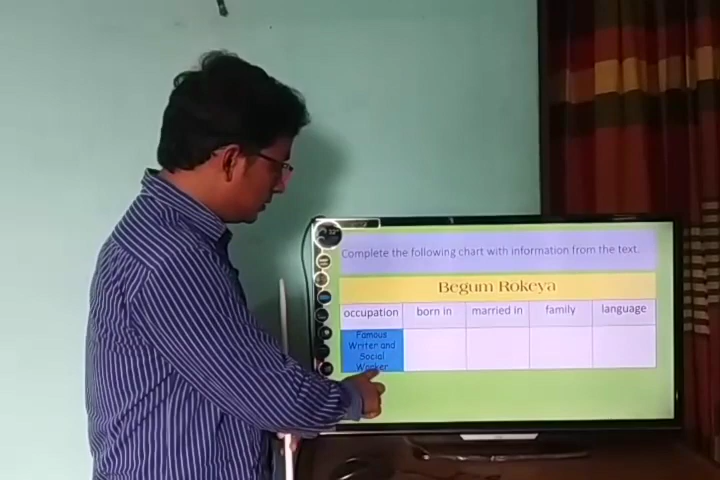 Complete the following chart with information from the text.
Begum Rokeya
occupation born in married in family language
Famous
Writer and
Social
Worker